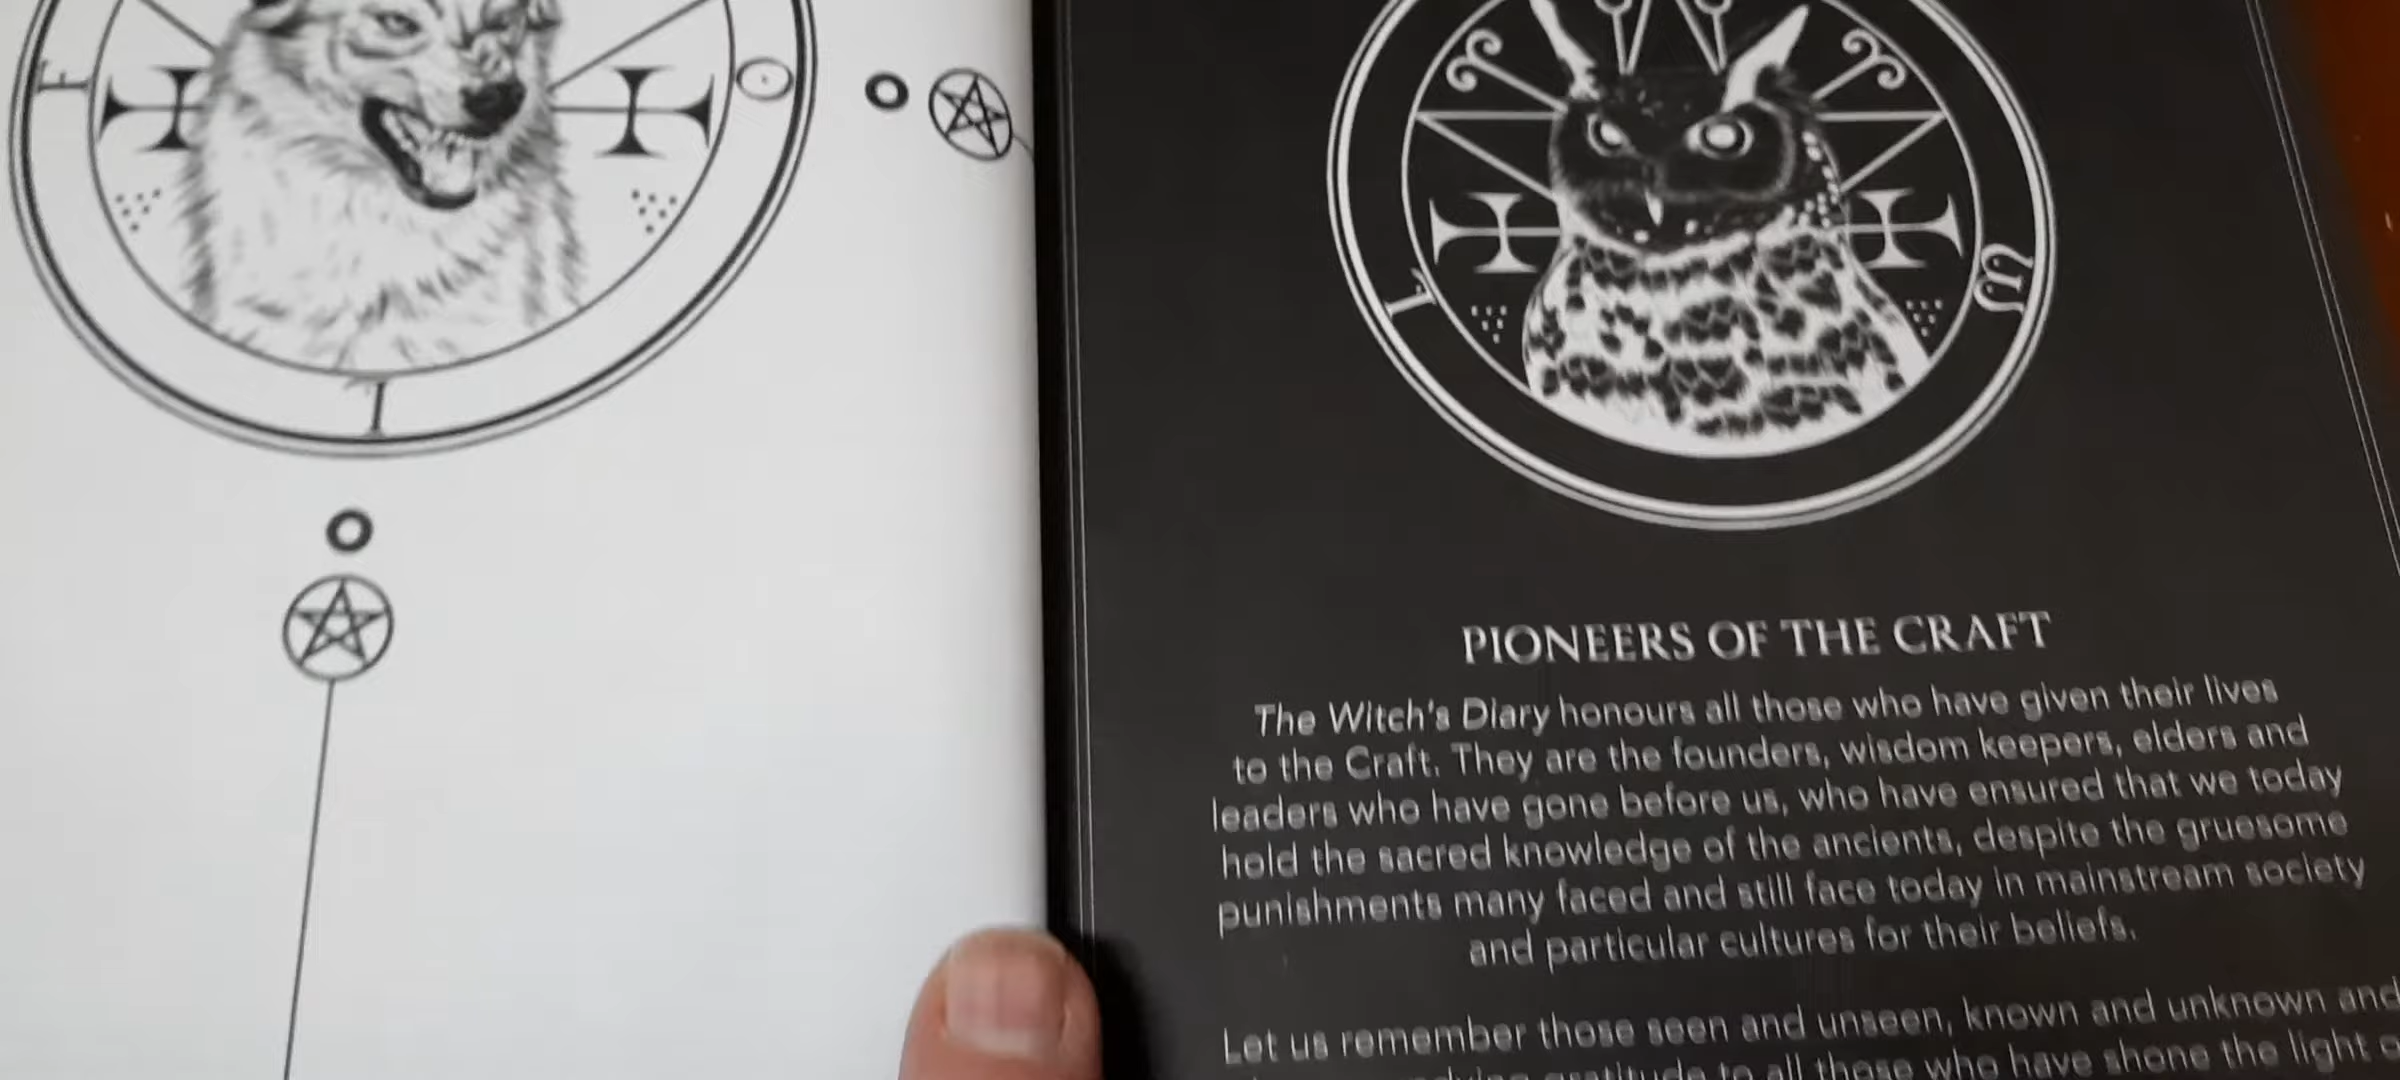 PIONEERS OF THE CRAFT
The Witch's Diary honours all those who have given their lives
to the Craft. They are the founders, wisdom keepers, elders and
leaders who have gone before us, who have ensured that we today
hold the sacred knowledge of the ancients, despite the gruesome
punishments many faced and still face today in mainstream society
and particular cultures for their beliefs.
Let us remember those seen and unseen, known and unknown and
gratitude to all those who have shone the light